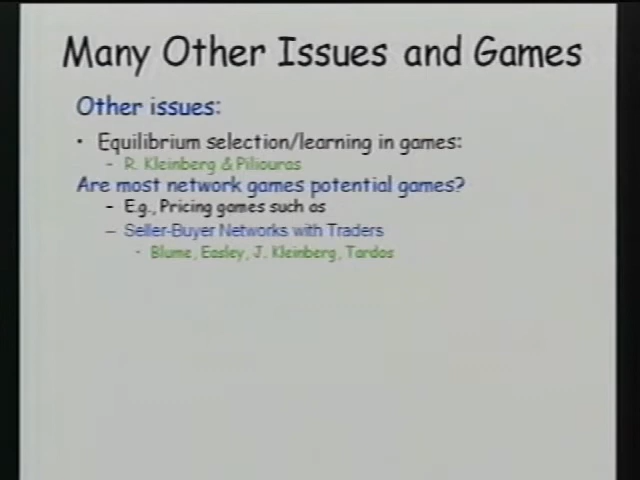 Many Other Issues and Games
Other issues:
• Equilibrium selection/learning in games:
- R. Kleinberg & Piliouras
Are most network games potential games?
- E.g., Pricing games such as
– Seller-Buyer Networks with Traders
- Blume, Easley, J. Kleinberg, Tardos